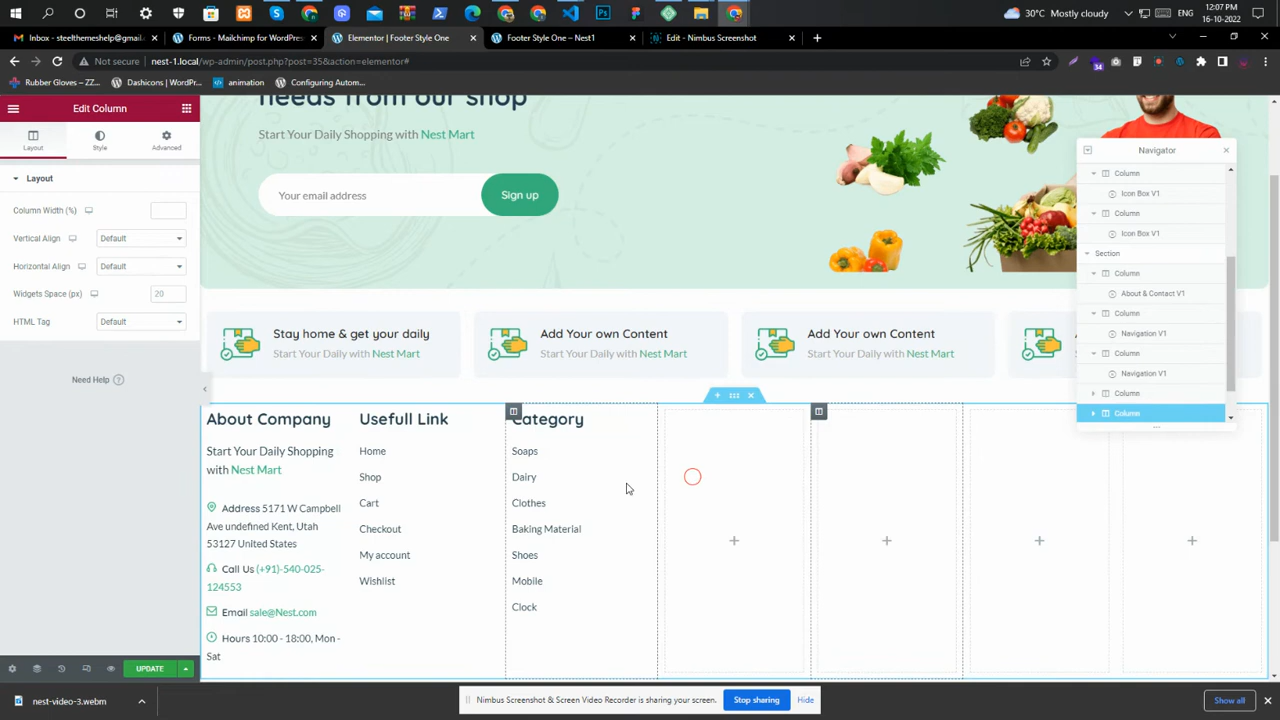 12:07 PM
30°C Mostly cloudy
ENG
16-10-2022
Inbox - steelthemeshelp@gmail.
Forms - Mailchimp for WordPres
Elementor | Footer Style One
Footer Style One – Nest1
Edit - Nimbus Screenshot
Not secure | nest-1.local/wp-admin/post.php?post=35&action=elementor#
34
Rubber Gloves – ZZ...
Dashicons | WordPr...
animation
Configuring Autom...
Edit Column
Layout
Style
Advanced
Layout
Column Width (%)
Vertical Align
Default
Horizontal Align
Default
Widgets Space (px)
20
HTML Tag
Default
Need Help
UPDATE
needs from our shop
Start Your Daily Shopping with Nest Mart
Your email address
Sign up
Stay home & get your daily
Start Your Daily with Nest Mart
Add Your own Content
Start Your Daily with Nest Mart
Add Your own Content
Start Your Daily with Nest Mart
About Company
Start Your Daily Shopping
with Nest Mart
Address 5171 W Campbell
Ave undefined Kent, Utah
53127 United States
Call Us (+91)-540-025-
124553
Email sale@Nest.com
Hours 10:00 - 18:00, Mon -
Sat
Usefull Link
Home
Shop
Cart
Checkout
My account
Wishlist
Category
Soaps
Dairy
Clothes
Baking Material
Shoes
Mobile
Clock
Navigator
Column
Icon Box V1
Column
Icon Box V1
Section
Column
About & Contact V1
Column
Navigation V1
Column
Navigation V1
Column
Column
nest-video-3.webm
Nimbus Screenshot & Screen Video Recorder is sharing your screen.
Stop sharing
Hide
Show all